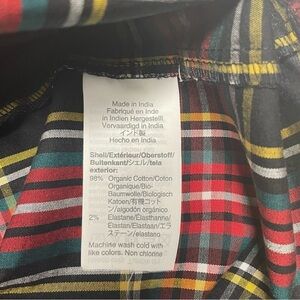 Made in India
Fabriqué en Inde
in Indien Hergestellt
Vervaardigd in India
インド製
Hecho en India
Shell/Extérieur/Oberstoff/
Buitenkant/シェル/tela
exterior:
98% Organic Cotton/Coton
Organique/Bio-
Baumwolle/Biologisch
Katoen/有機コット
ン/algodón orgánico
2% Elastane/Elasthanne/
Elastan/Elastaan/エラ
ステーン/elastano
Machine wash cold with
like colors. Non chlorine